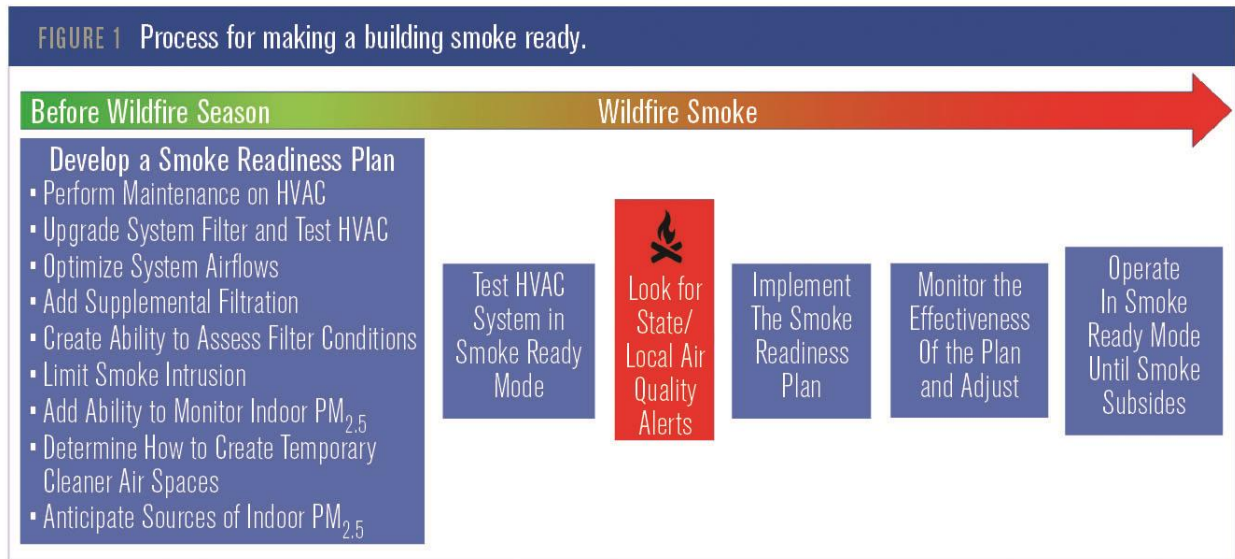 FIGURE 1 Process for making a building smoke ready.
Before Wildfire Season
Wildfire Smoke
Develop a Smoke Readiness Plan
▪ Perform Maintenance on HVAC
▪ Upgrade System Filter and Test HVAC
▪ Optimize System Airflows
▪ Add Supplemental Filtration
▪ Create Ability to Assess Filter Conditions
▪ Limit Smoke Intrusion
▪ Add Ability to Monitor Indoor PM2.5
▪ Determine How to Create Temporary
Cleaner Air Spaces
▪ Anticipate Sources of Indoor PM2.5
Test HVAC
System in
Smoke Ready
Mode
Look for
State/
Local Air
Quality
Alerts
Implement
The Smoke
Readiness
Plan
Monitor the
Effectiveness
Of the Plan
and Adjust
Operate
In Smoke
Ready Mode
Until Smoke
Subsides